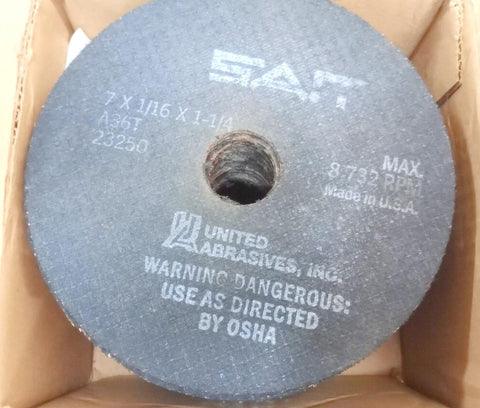 SAIT
7 X 1/16 X 1-1/4
A36T
23250
MAX.
8,732 RPM
Made in U.S.A.
UNITED
ABRASIVES, INC.
WARNING DANGEROUS:
USE AS DIRECTED
BY OSHA